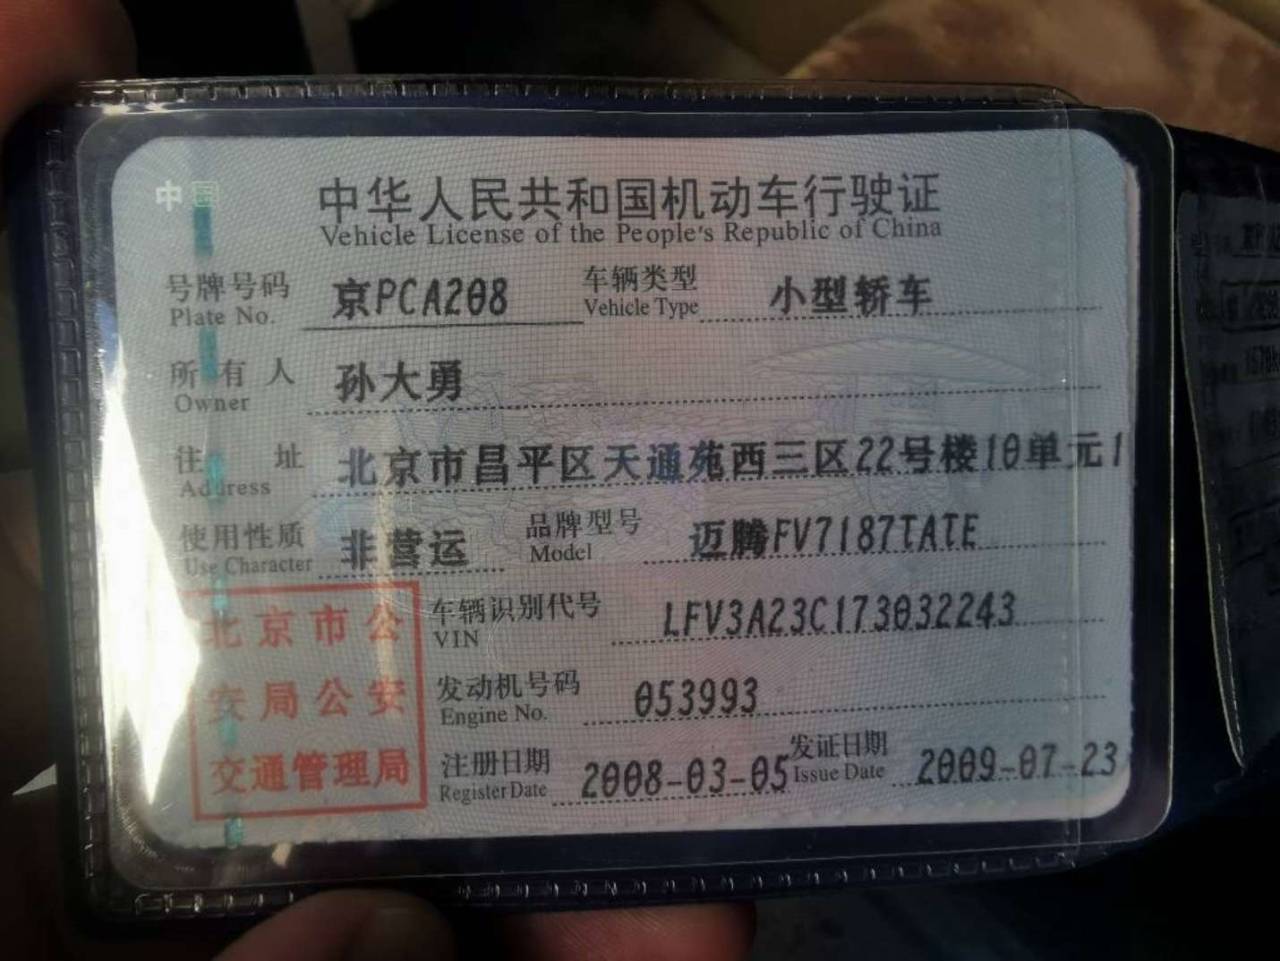 中国
中华人民共和国机动车行驶证
Vehicle License of the People's Republic of China
号牌号码 京PCA208 车辆类型 小型轿车
Plate No. Vehicle Type
所有人 孙大勇
Owner
住址 北京市昌平区天通苑西三区22号楼10单元1
Address
使用性质 非营运 品牌型号 迈腾FV7187TATE
Use Character Model
车辆识别代号 LFV3A23C173032243
VIN
发动机号码 053993
Engine No.
注册日期 2008-03-05 发证日期 2009-07-23
Register Date Issue Date
北京市公
安局公安
交通管理局